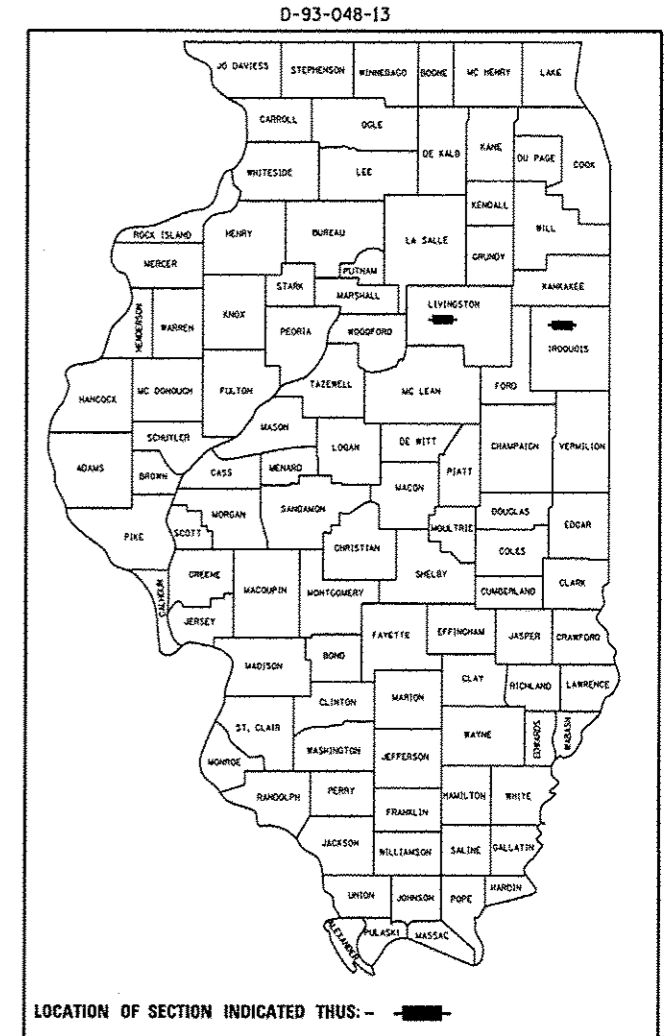 D-93-048-13
JO DAVIESS STEPHENSON WINNEBAGO BOONE MC HENRY LAKE
CARROLL OGLE
DE KALB KANE DU PAGE COOK
WHITESIDE LEE
KENDALL
ROCK ISLAND HENRY BUREAU LA SALLE WILL
MERCER PUTNAM GRUNDY
STARK MARSHALL LIVINGSTON KANKAKEE
HENDERSON WARREN KNOX PEORIA WOODFORD IROQUOIS
HANCOCK MC DONOUGH FULTON TAZEWELL MC LEAN FORD
MASON
SCHUYLER LOGAN DE WITT CHAMPAIGN VERMILION
ADAMS BROWN CASS MENARD PIATT
MACON
MORGAN SANGAMON DOUGLAS
PIKE SCOTT MOULTRIE EDGAR
CHRISTIAN COLES
CALHOUN GREENE MACOUPIN MONTGOMERY SHELBY CUMBERLAND CLARK
JERSEY
FAYETTE EFFINGHAM JASPER CRAWFORD
MADISON BOND
CLAY RICHLAND LAWRENCE
CLINTON MARION
ST. CLAIR WAYNE EDWARDS WABASH
WASHINGTON JEFFERSON
MONROE
RANDOLPH PERRY HAMILTON WHITE
FRANKLIN
JACKSON WILLIAMSON SALINE GALLATIN
UNION JOHNSON POPE HARDIN
ALEXANDER PULASKI MASSAC
LOCATION OF SECTION INDICATED THUS: -